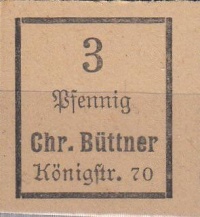 3
Pfennig
Chr. Büttner
Königstr. 70